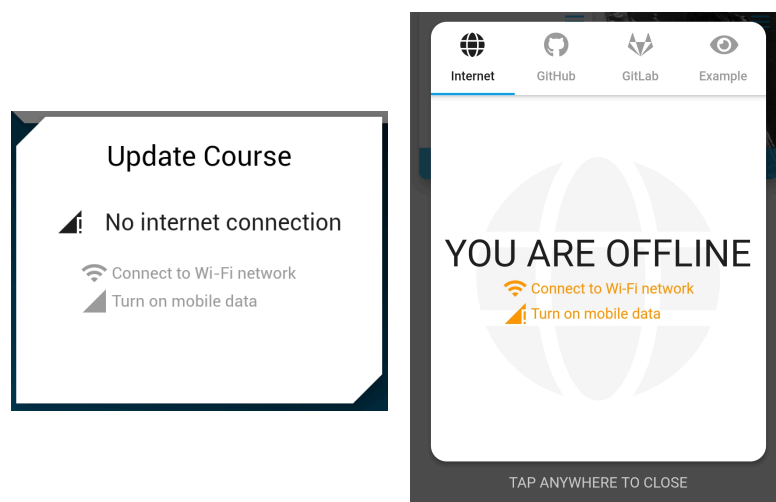 Update Course
No internet connection
Connect to Wi-Fi network
Turn on mobile data
Internet
GitHub
GitLab
Example
YOU ARE OFFLINE
Connect to Wi-Fi network
Turn on mobile data
TAP ANYWHERE TO CLOSE